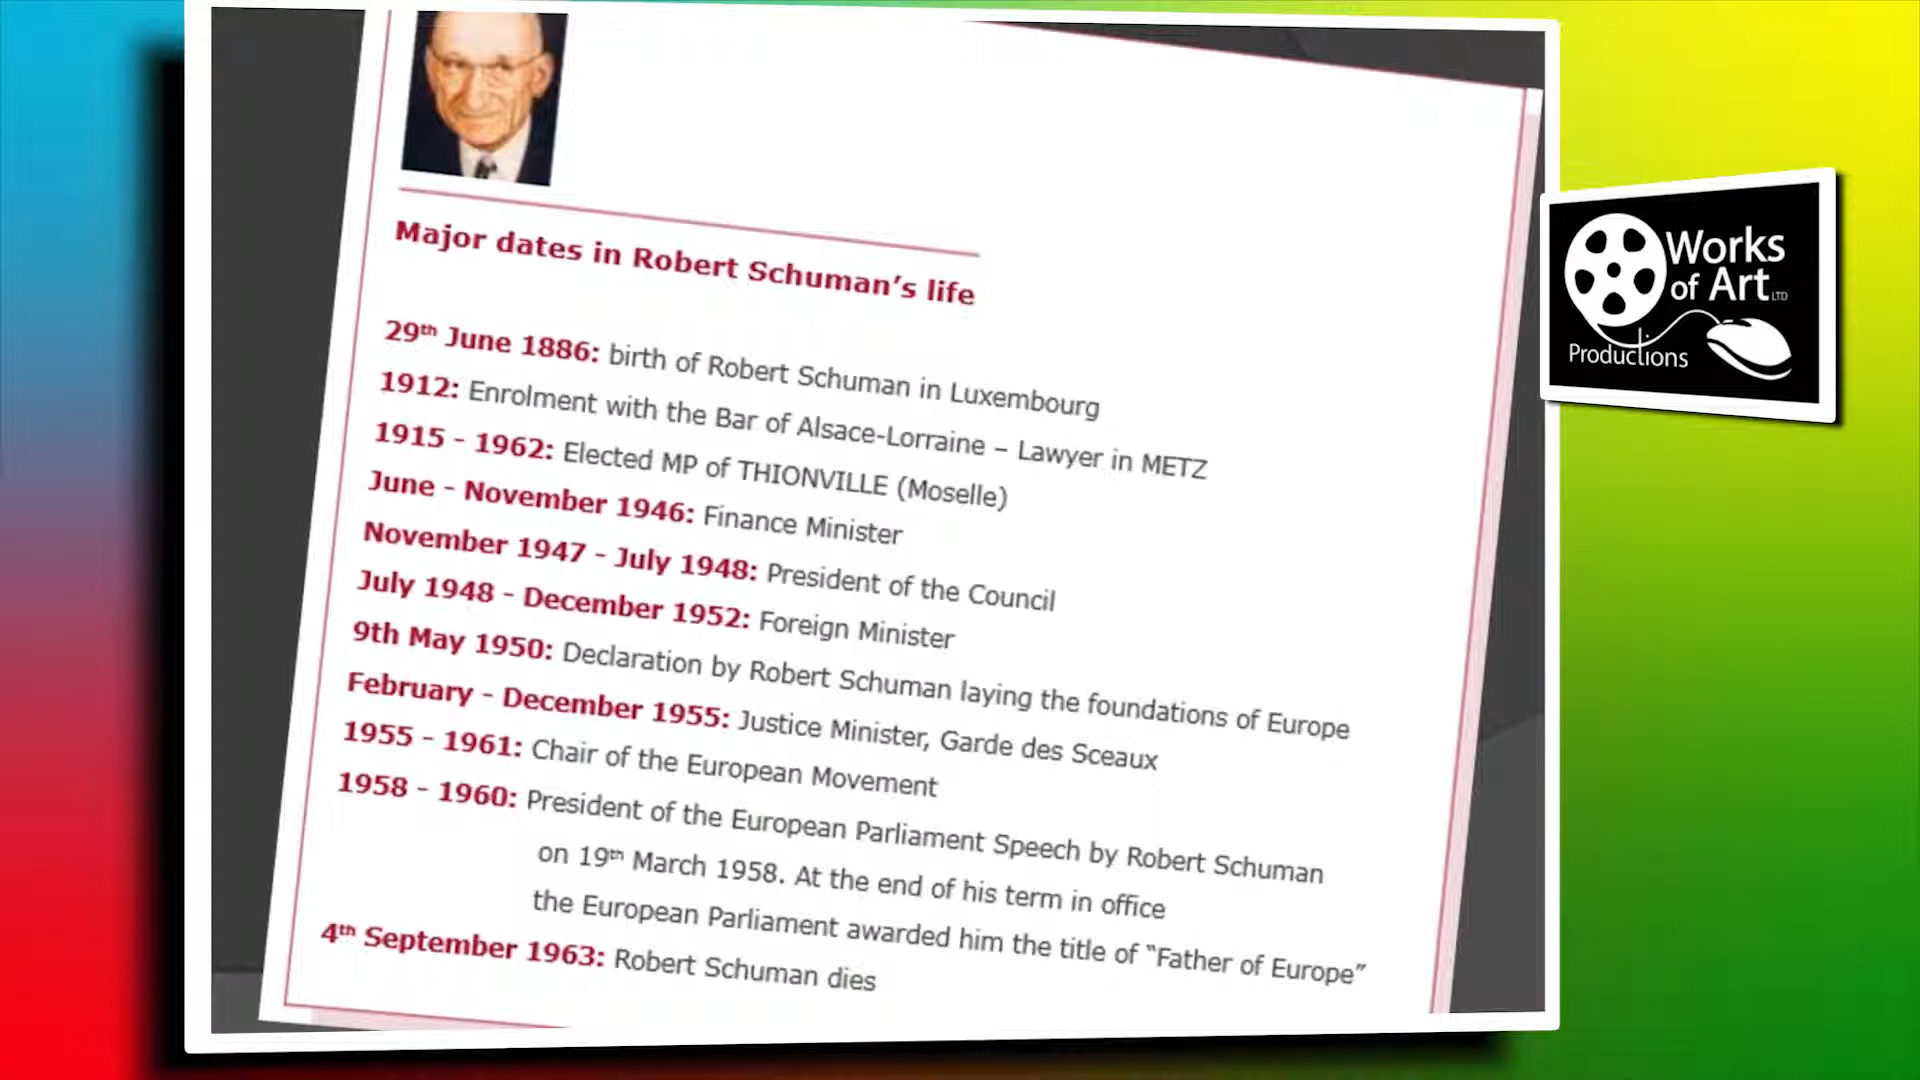 Major dates in Robert Schuman's life
29th June 1886: birth of Robert Schuman in Luxembourg
1912: Enrolment with the Bar of Alsace-Lorraine – Lawyer in METZ
1915 - 1962: Elected MP of THIONVILLE (Moselle)
June - November 1946: Finance Minister
November 1947 - July 1948: President of the Council
July 1948 - December 1952: Foreign Minister
9th May 1950: Declaration by Robert Schuman laying the foundations of Europe
February - December 1955: Justice Minister, Garde des Sceaux
1955 - 1961: Chair of the European Movement
1958 - 1960: President of the European Parliament Speech by Robert Schuman
on 19th March 1958. At the end of his term in office
the European Parliament awarded him the title of “Father of Europe”
4th September 1963: Robert Schuman dies
Works
of Art LTD
Productions